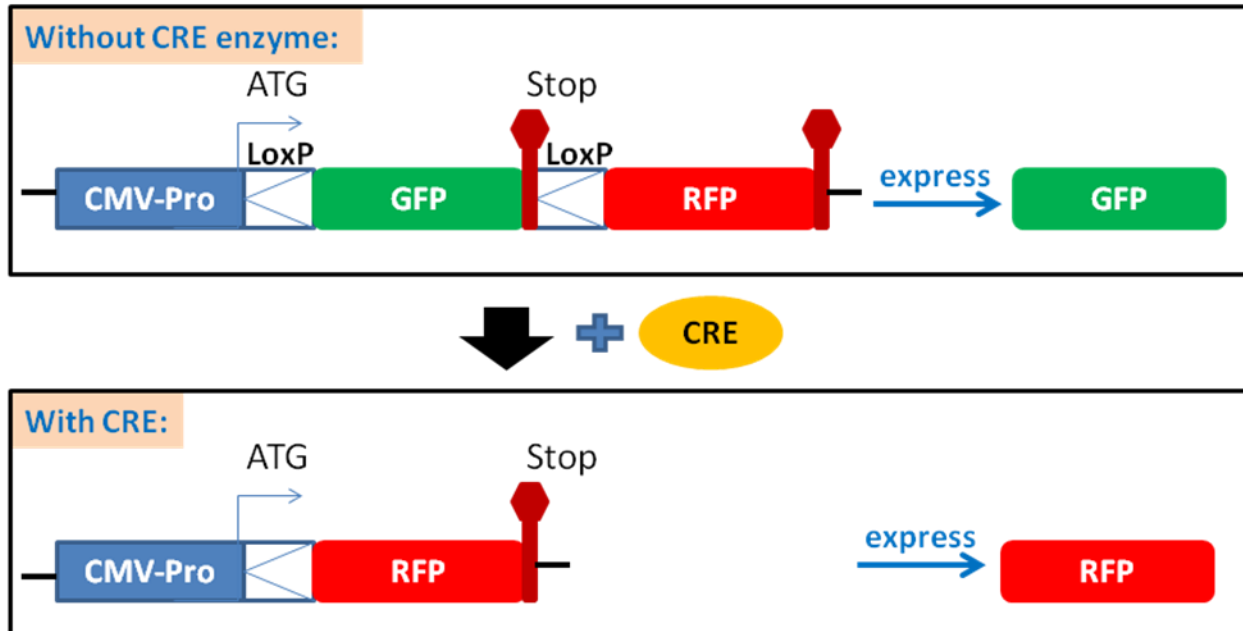 Without CRE enzyme:
ATG Stop
LoxP LoxP
CMV-Pro GFP RFP express GFP
CRE
With CRE:
ATG Stop
CMV-Pro RFP express RFP